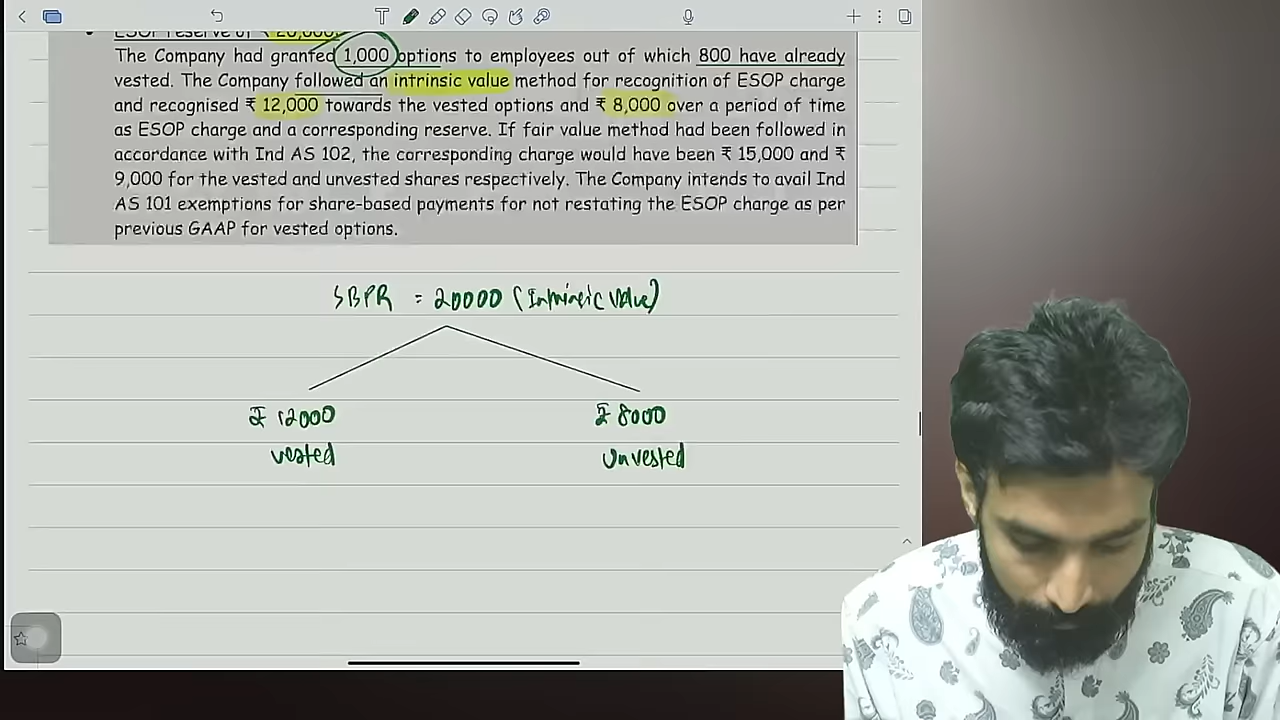 ESOP reserve of ₹ 20,000:
The Company had granted 1,000 options to employees out of which 800 have already
vested. The Company followed an intrinsic value method for recognition of ESOP charge
and recognised ₹ 12,000 towards the vested options and ₹ 8,000 over a period of time
as ESOP charge and a corresponding reserve. If fair value method had been followed in
accordance with Ind AS 102, the corresponding charge would have been ₹ 15,000 and ₹
9,000 for the vested and unvested shares respectively. The Company intends to avail Ind
AS 101 exemptions for share-based payments for not restating the ESOP charge as per
previous GAAP for vested options.
SBPR = 20000 (Intrinsic Value)
₹ 12000 ₹ 8000
vested Unvested